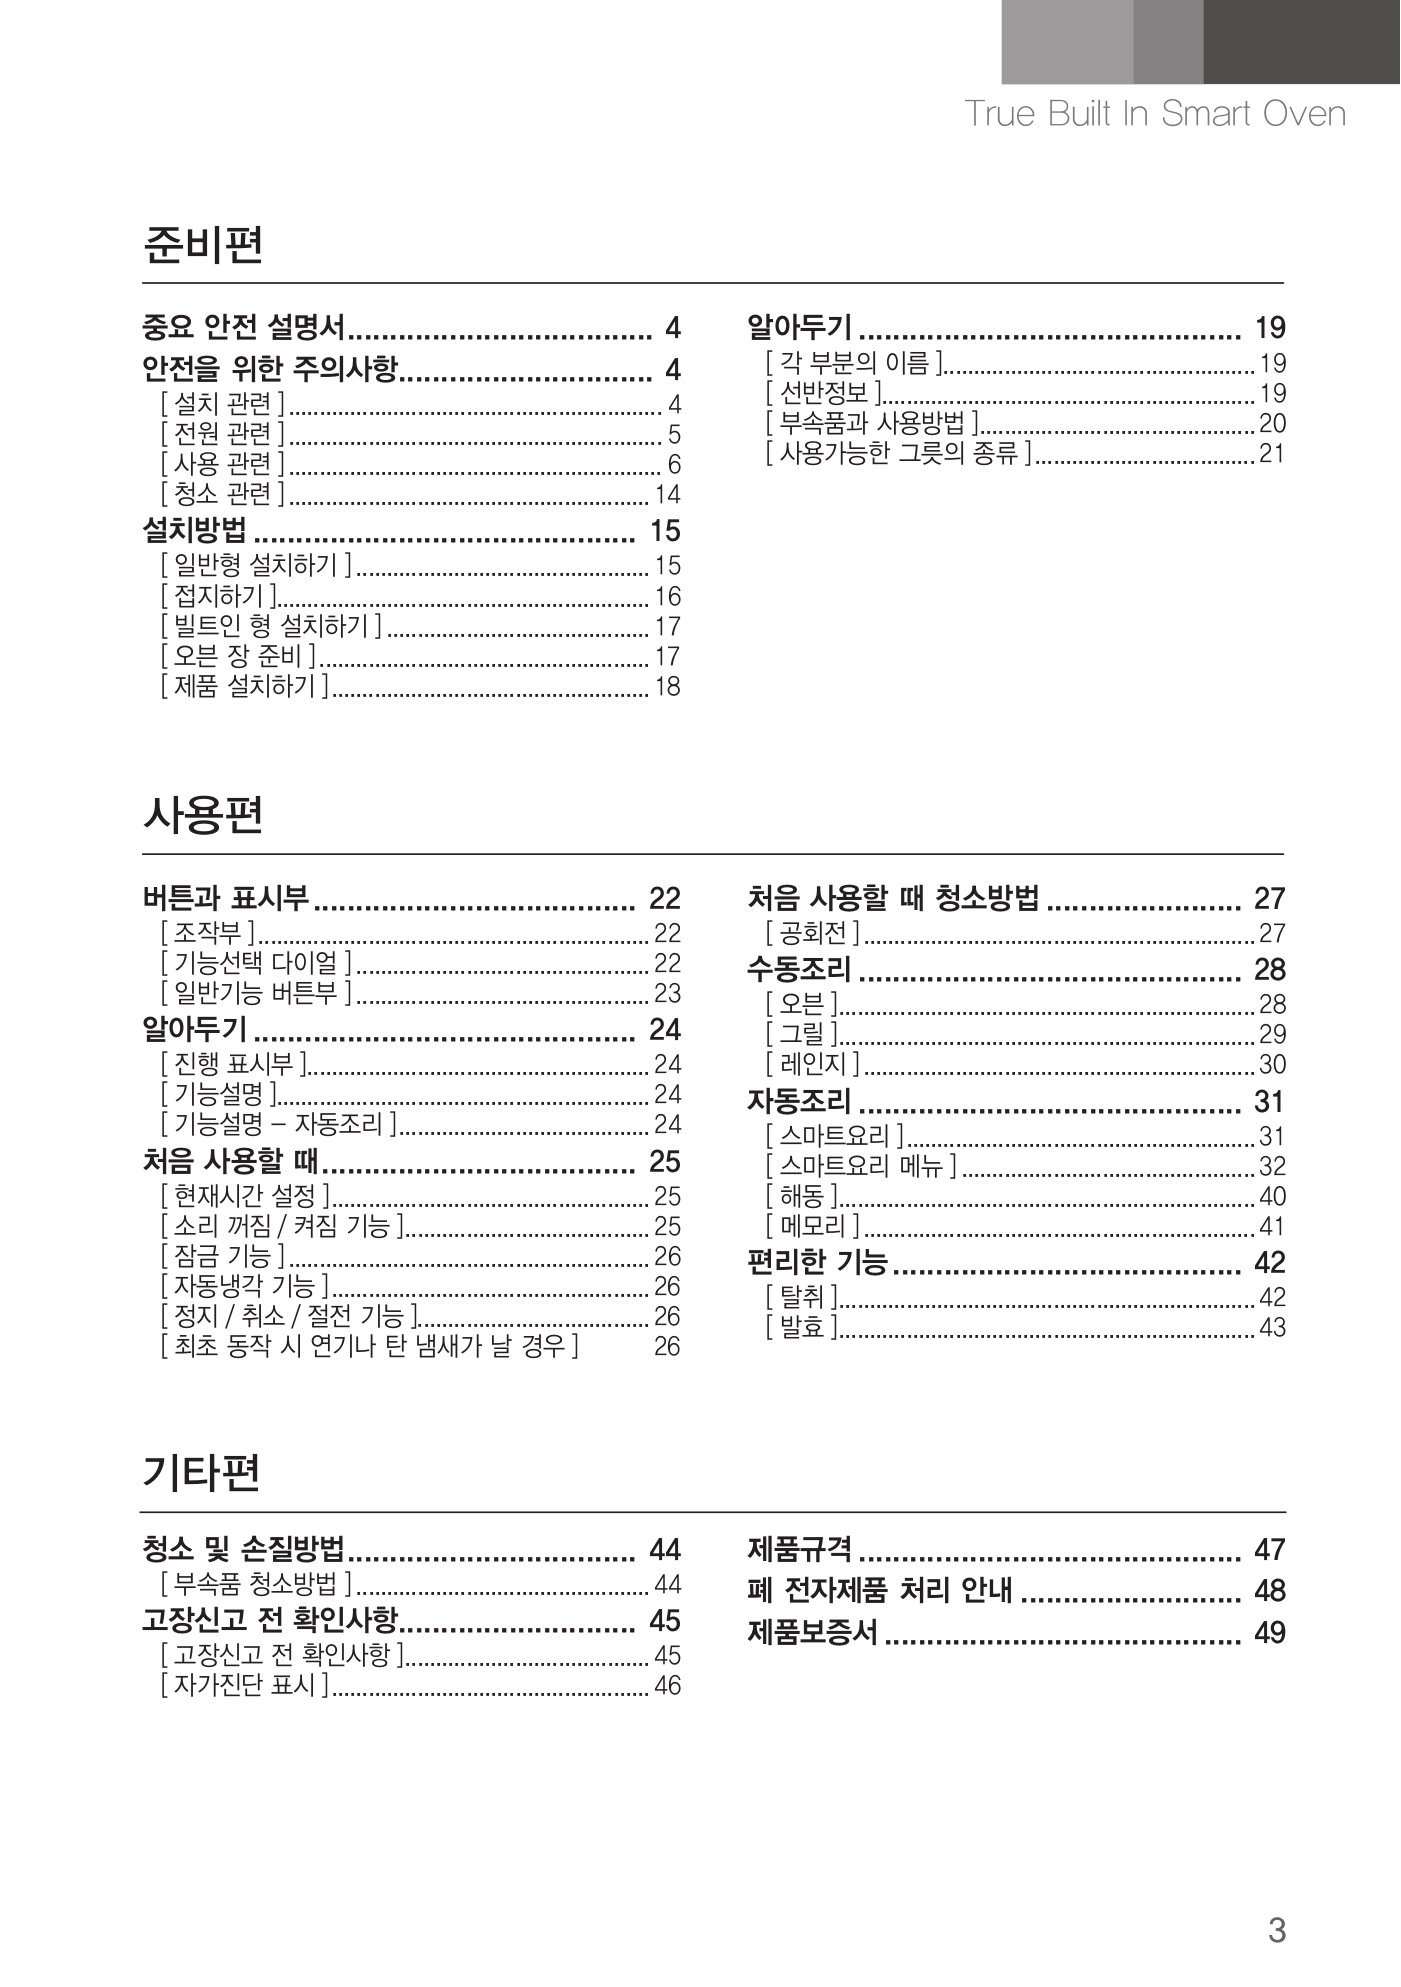 True Built In Smart Oven
준비편
중요 안전 설명서 4
안전을 위한 주의사항 4
[ 설치 관련 ] 4
[ 전원 관련 ] 5
[ 사용 관련 ] 6
[ 청소 관련 ] 14
설치방법 15
[ 일반형 설치하기 ] 15
[ 접지하기 ] 16
[ 빌트인 형 설치하기 ] 17
[ 오븐 장 준비 ] 17
[ 제품 설치하기 ] 18
알아두기 19
[ 각 부분의 이름 ] 19
[ 선반정보 ] 19
[ 부속품과 사용방법 ] 20
[ 사용가능한 그릇의 종류 ] 21
사용편
버튼과 표시부 22
[ 조작부 ] 22
[ 기능선택 다이얼 ] 22
[ 일반기능 버튼부 ] 23
알아두기 24
[ 진행 표시부 ] 24
[ 기능설명 ] 24
[ 기능설명 – 자동조리 ] 24
처음 사용할 때 25
[ 현재시간 설정 ] 25
[ 소리 꺼짐 / 켜짐 기능 ] 25
[ 잠금 기능 ] 26
[ 자동냉각 기능 ] 26
[ 정지 / 취소 / 절전 기능 ] 26
[ 최초 동작 시 연기나 탄 냄새가 날 경우 ] 26
처음 사용할 때 청소방법 27
[ 공회전 ] 27
수동조리 28
[ 오븐 ] 28
[ 그릴 ] 29
[ 레인지 ] 30
자동조리 31
[ 스마트요리 ] 31
[ 스마트요리 메뉴 ] 32
[ 해동 ] 40
[ 메모리 ] 41
편리한 기능 42
[ 탈취 ] 42
[ 발효 ] 43
기타편
청소 및 손질방법 44
[ 부속품 청소방법 ] 44
고장신고 전 확인사항 45
[ 고장신고 전 확인사항 ] 45
[ 자가진단 표시 ] 46
제품규격 47
폐 전자제품 처리 안내 48
제품보증서 49
3